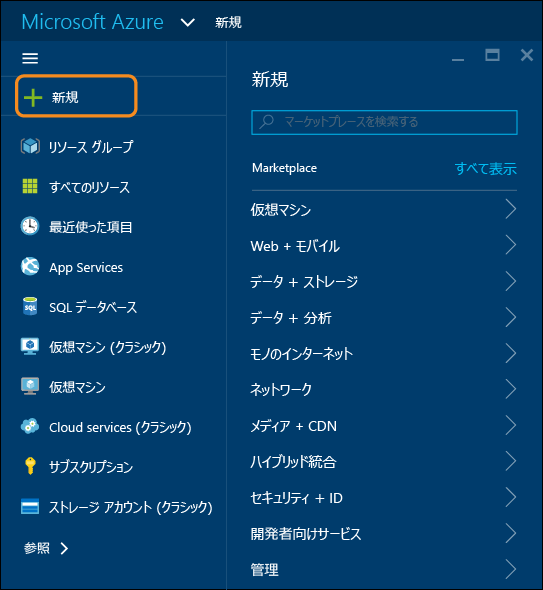 Microsoft Azure 新規
新規
リソース グループ
すべてのリソース
最近使った項目
App Services
SQL データベース
仮想マシン (クラシック)
仮想マシン
Cloud services (クラシック)
サブスクリプション
ストレージ アカウント (クラシック)
参照
新規
マーケットプレースを検索する
Marketplace すべて表示
仮想マシン
Web + モバイル
データ + ストレージ
データ + 分析
モノのインターネット
ネットワーク
メディア + CDN
ハイブリッド統合
セキュリティ + ID
開発者向けサービス
管理